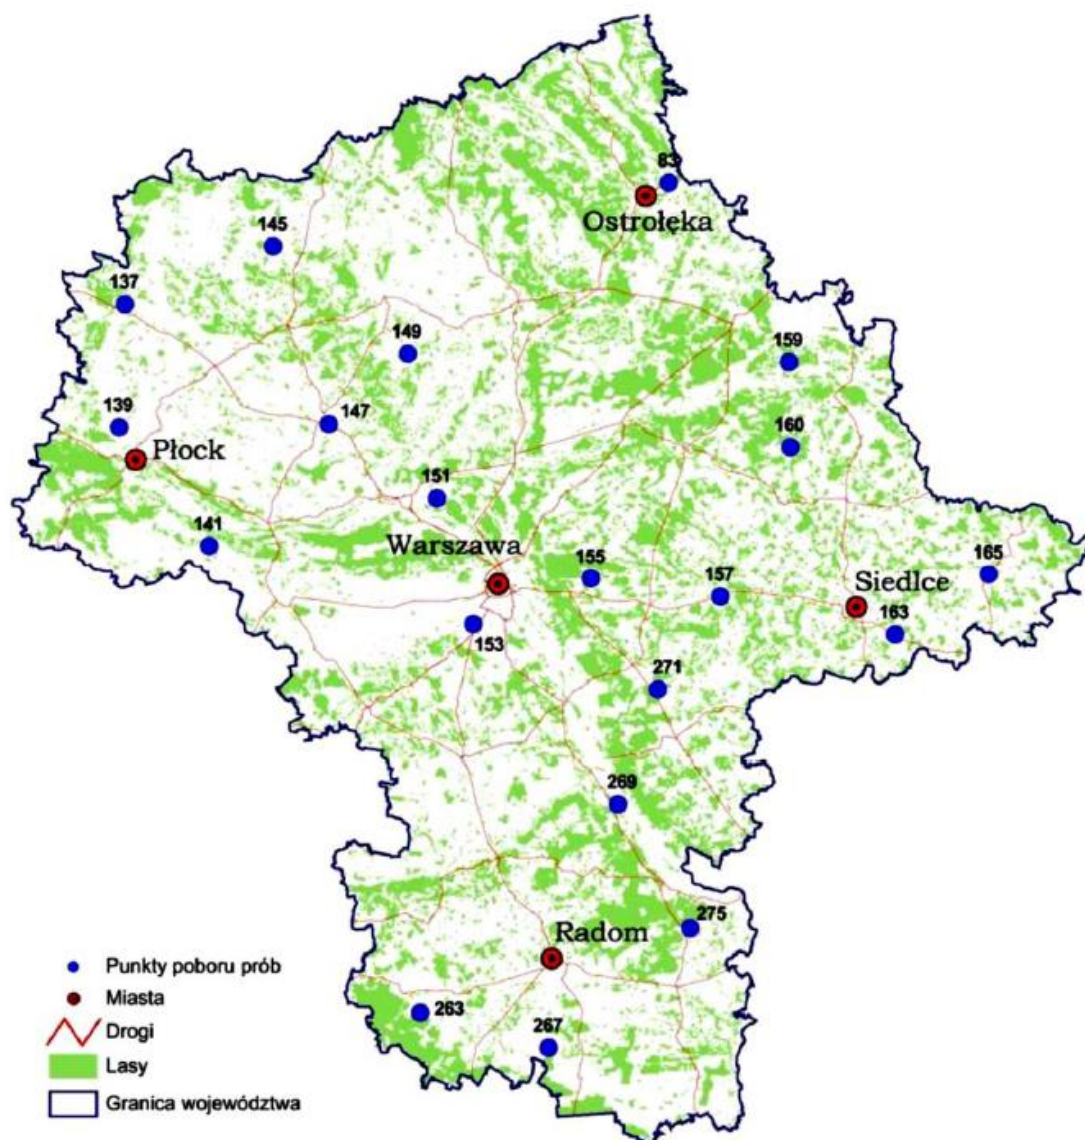 83
Ostrołęka
145
137
149
159
139
147
160
Płock
151
141
Warszawa
155
165
157
Siedlce
163
153
271
269
275
Radom
263
267
Punkty poboru prób
Miasta
Drogi
Lasy
Granica województwa